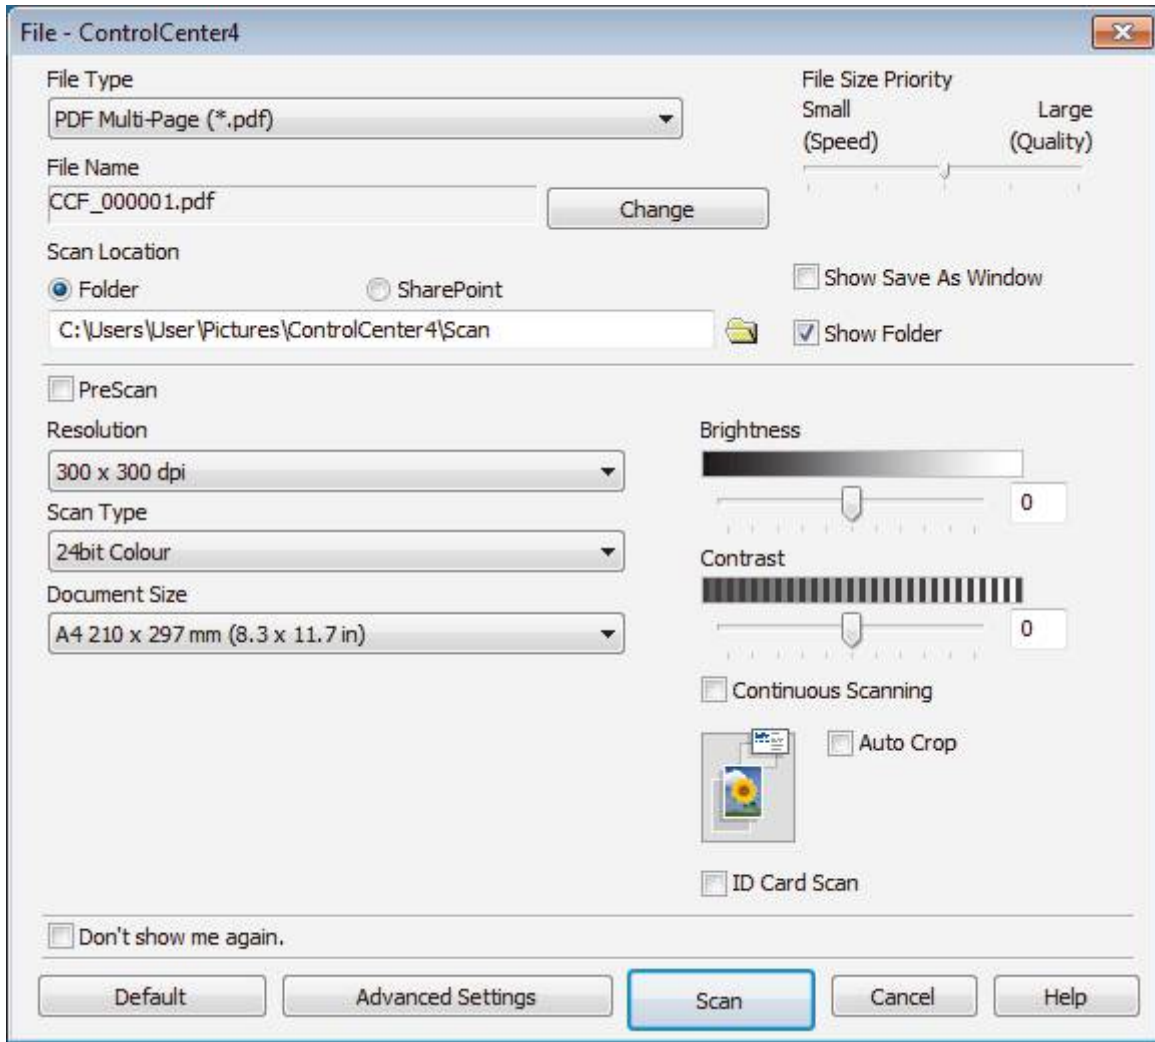 File - ControlCenter4
File Type
PDF Multi-Page (*.pdf)
File Size Priority
Small Large
(Speed) (Quality)
File Name
CCF_000001.pdf
Change
Scan Location
Folder SharePoint
C:\Users\User\Pictures\ControlCenter4\Scan
Show Save As Window
Show Folder
PreScan
Resolution
300 x 300 dpi
Scan Type
24bit Colour
Document Size
A4 210 x 297 mm (8.3 x 11.7 in)
Brightness
0
Contrast
0
Continuous Scanning
Auto Crop
ID Card Scan
Don't show me again.
Default Advanced Settings Scan Cancel Help